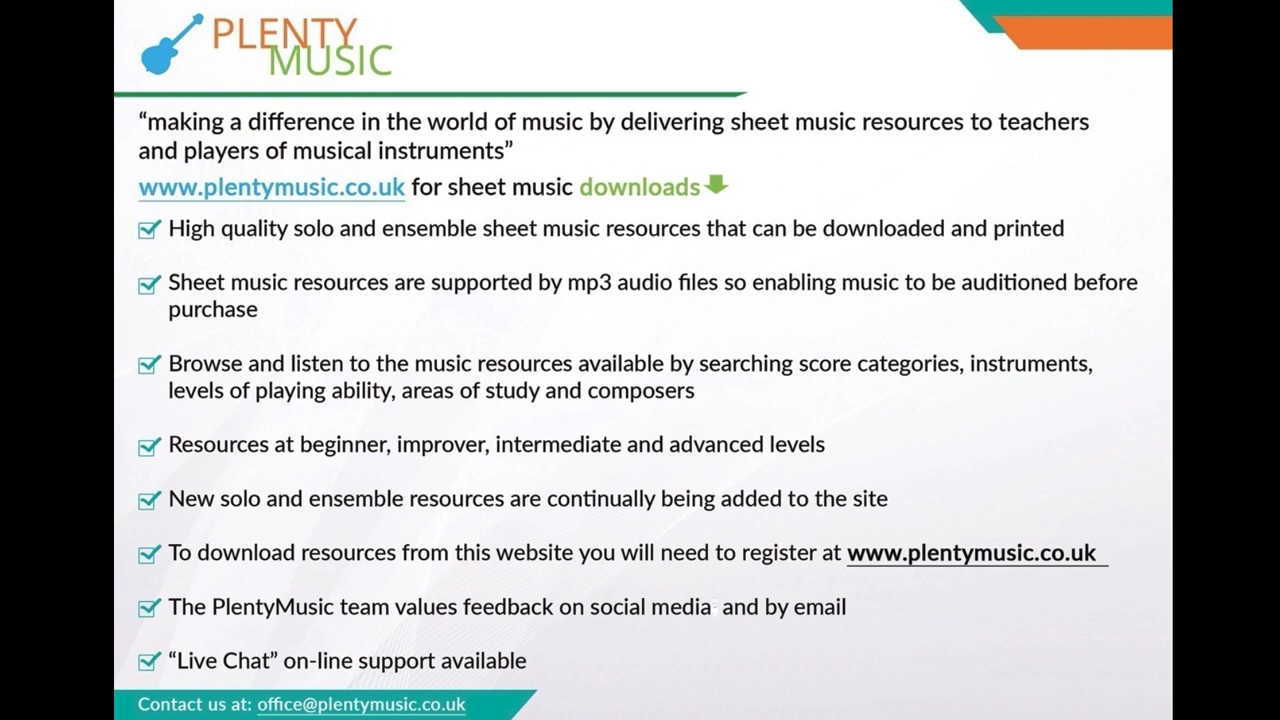 PLENTY
MUSIC
“making a difference in the world of music by delivering sheet music resources to teachers
and players of musical instruments”
www.plentymusic.co.uk for sheet music downloads
High quality solo and ensemble sheet music resources that can be downloaded and printed
Sheet music resources are supported by mp3 audio files so enabling music to be auditioned before
purchase
Browse and listen to the music resources available by searching score categories, instruments,
levels of playing ability, areas of study and composers
Resources at beginner, improver, intermediate and advanced levels
New solo and ensemble resources are continually being added to the site
To download resources from this website you will need to register at www.plentymusic.co.uk
The PlentyMusic team values feedback on social media and by email
“Live Chat” on-line support available
Contact us at: office@plentymusic.co.uk